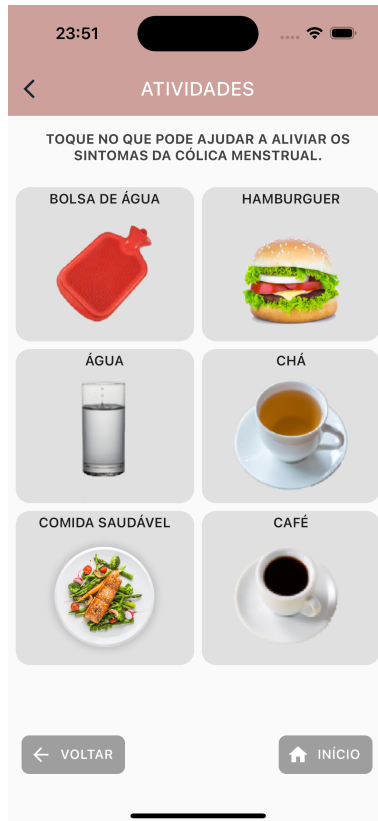 23:51
ATIVIDADES
TOQUE NO QUE PODE AJUDAR A ALIVIAR OS
SINTOMAS DA CÓLICA MENSTRUAL.
BOLSA DE ÁGUA
HAMBURGUER
ÁGUA
CHÁ
COMIDA SAUDÁVEL
CAFÉ
VOLTAR
INÍCIO